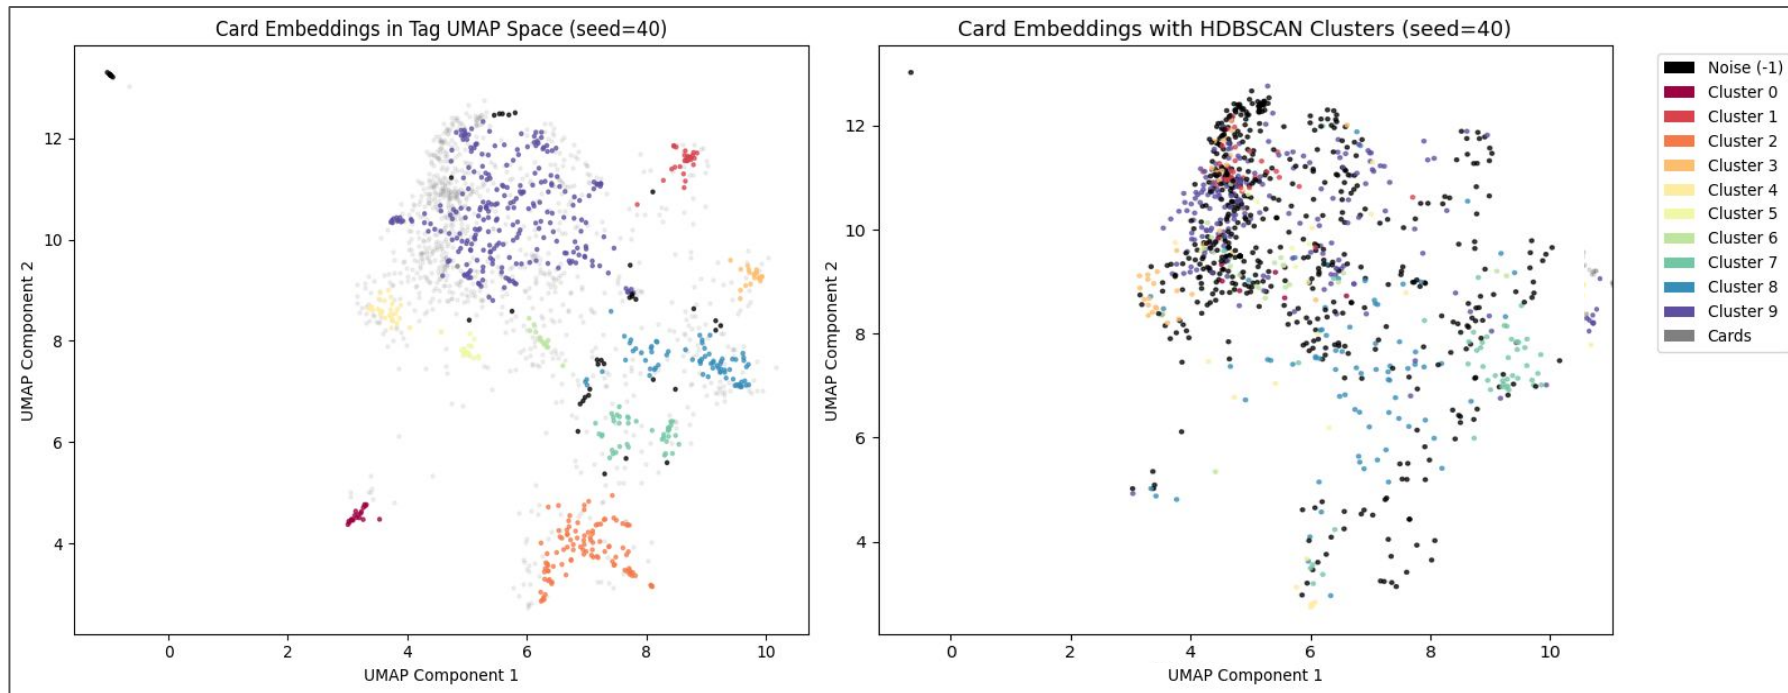 Card Embeddings in Tag UMAP Space (seed=40)
12
10
8
6
4
UMAP Component 2
0 2 4 6 8 10
UMAP Component 1
Card Embeddings with HDBSCAN Clusters (seed=40)
12
10
8
6
4
UMAP Component 2
0 2 4 6 8 10
UMAP Component 1
Noise (-1)
Cluster 0
Cluster 1
Cluster 2
Cluster 3
Cluster 4
Cluster 5
Cluster 6
Cluster 7
Cluster 8
Cluster 9
Cards